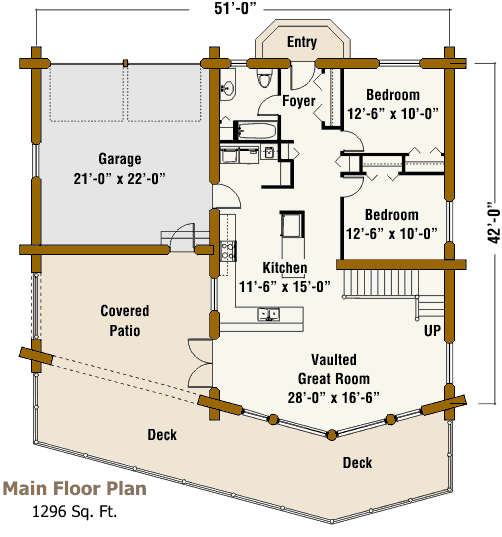 51'-0"
Entry
Foyer
Bedroom
12'-6" x 10'-0"
Garage
21'-0" x 22'-0"
Bedroom
12'-6" x 10'-0"
42'-0"
Kitchen
11'-6" x 15'-0"
Covered
Patio
UP
Vaulted
Great Room
28'-0" x 16'-6"
Deck
Deck
Main Floor Plan
1296 Sq. Ft.